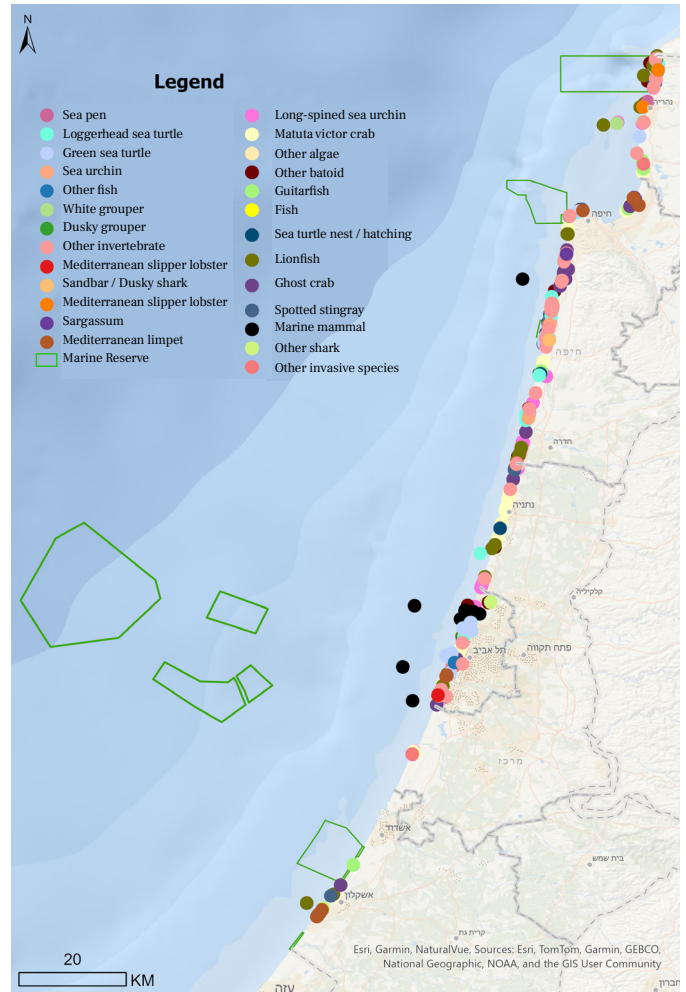 N
Legend
Sea pen
Loggerhead sea turtle
Green sea turtle
Sea urchin
Other fish
White grouper
Dusky grouper
Other invertebrate
Mediterranean slipper lobster
Sandbar / Dusky shark
Mediterranean slipper lobster
Sargassum
Mediterranean limpet
Marine Reserve
Long-spined sea urchin
Matuta victor crab
Other algae
Other batoid
Guitarfish
Fish
Sea turtle nest / hatching
Lionfish
Ghost crab
Spotted stingray
Marine mammal
Other shark
Other invasive species
נהריה
חיפה
חיפה
חדרה
נתניה
קלקיליה
תל אביב
פתח תקווה
מרכז
אשדוד
בית שמש
אשקלון
קרית גת
חברון
עזה
Esri, Garmin, NaturalVue, Sources: Esri, TomTom, Garmin, GEBCO,
National Geographic, NOAA, and the GIS User Community
20
KM